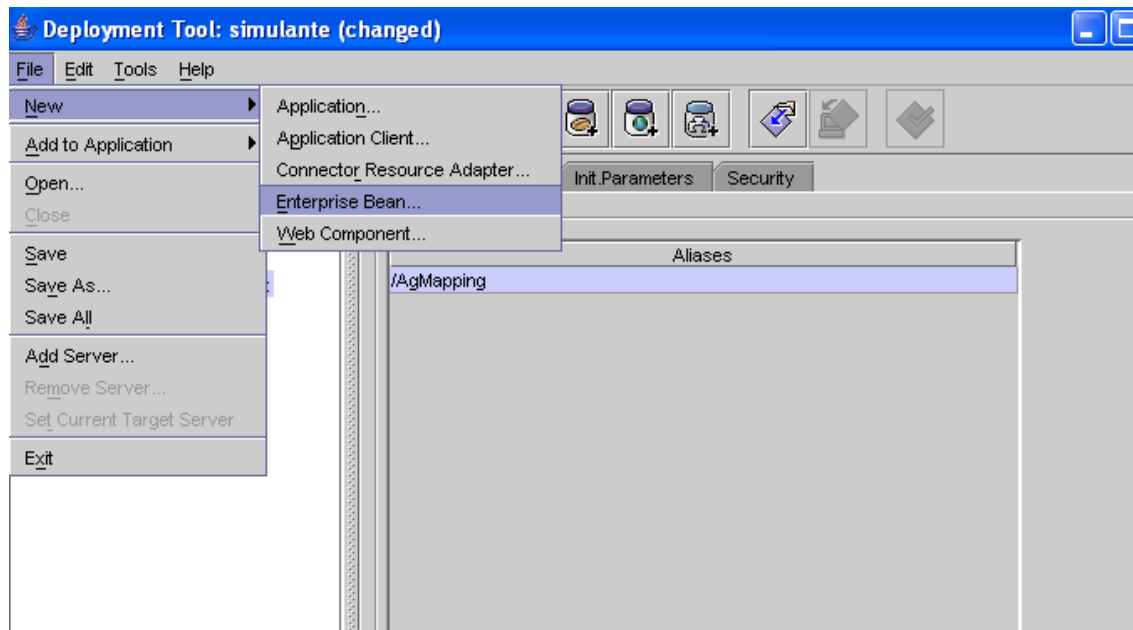 Deployment Tool: simulante (changed)
File Edit Tools Help
New
Add to Application
Open...
Close
Save
Save As...
Save All
Add Server...
Remove Server...
Set Current Target Server
Exit
Application...
Application Client...
Connector Resource Adapter...
Enterprise Bean...
Web Component...
Init.Parameters Security
Aliases
/AgMapping